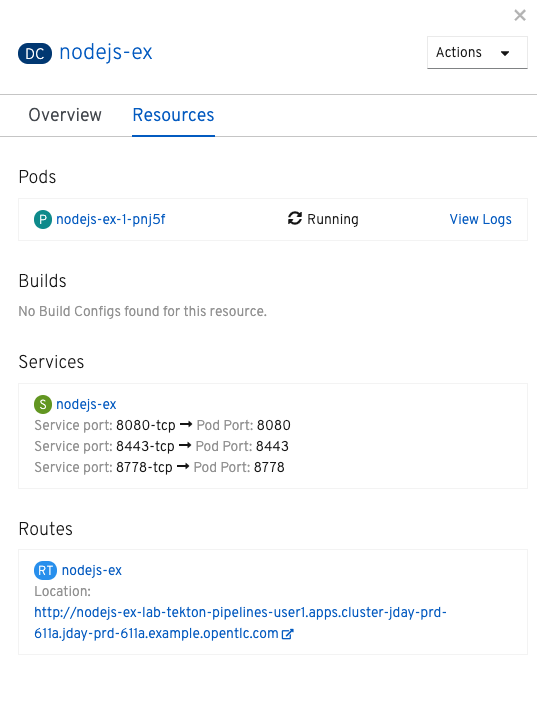 DC nodejs-ex
Actions
Overview Resources
Pods
P nodejs-ex-1-pnj5f Running View Logs
Builds
No Build Configs found for this resource.
Services
S nodejs-ex
Service port: 8080-tcp → Pod Port: 8080
Service port: 8443-tcp → Pod Port: 8443
Service port: 8778-tcp → Pod Port: 8778
Routes
RT nodejs-ex
Location:
http://nodejs-ex-lab-tekton-pipelines-user1.apps.cluster-jday-prd-
611a.jday-prd-611a.example.opentlc.com